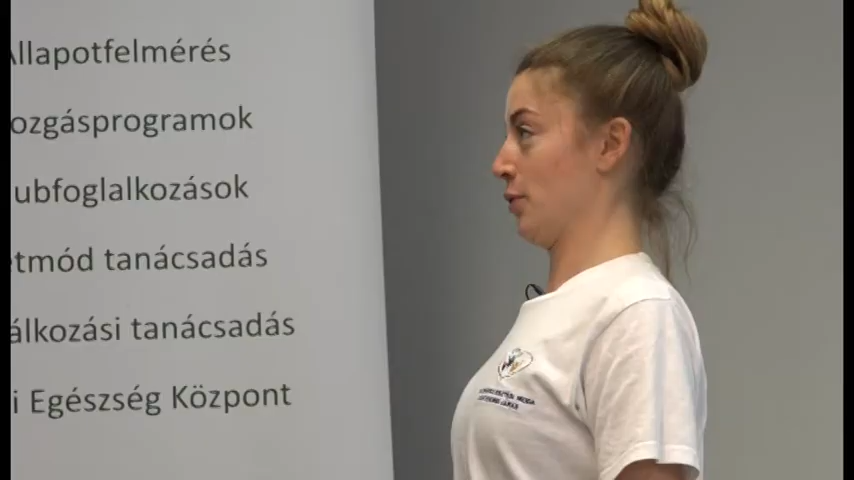 Állapotfelmérés
ozgásprogramok
ubfoglalkozások
etmód tanácsadás
álkozási tanácsadás
i Egészség Központ